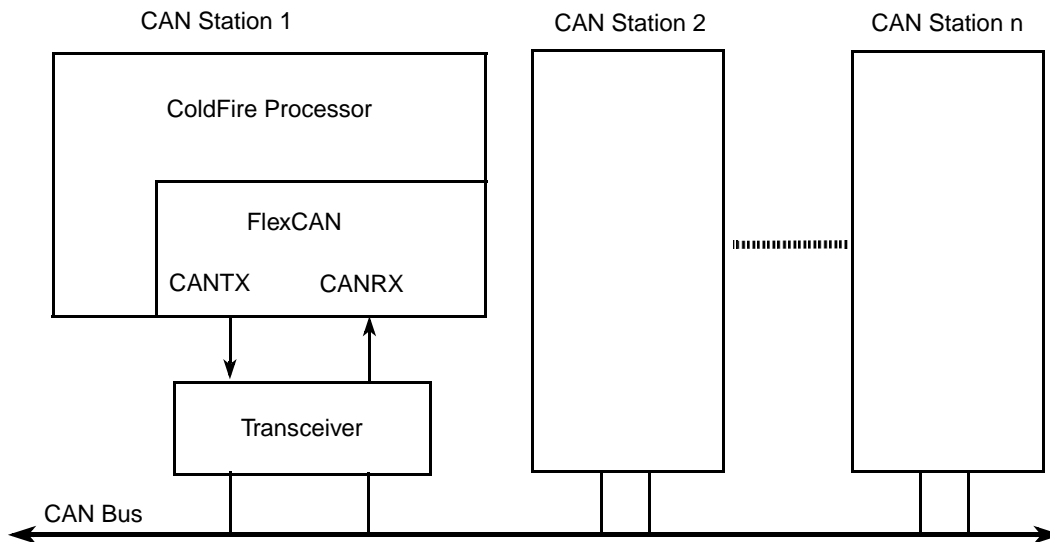 CAN Station 1
CAN Station 2
CAN Station n
ColdFire Processor
FlexCAN
CANTX
CANRX
Transceiver
CAN Bus